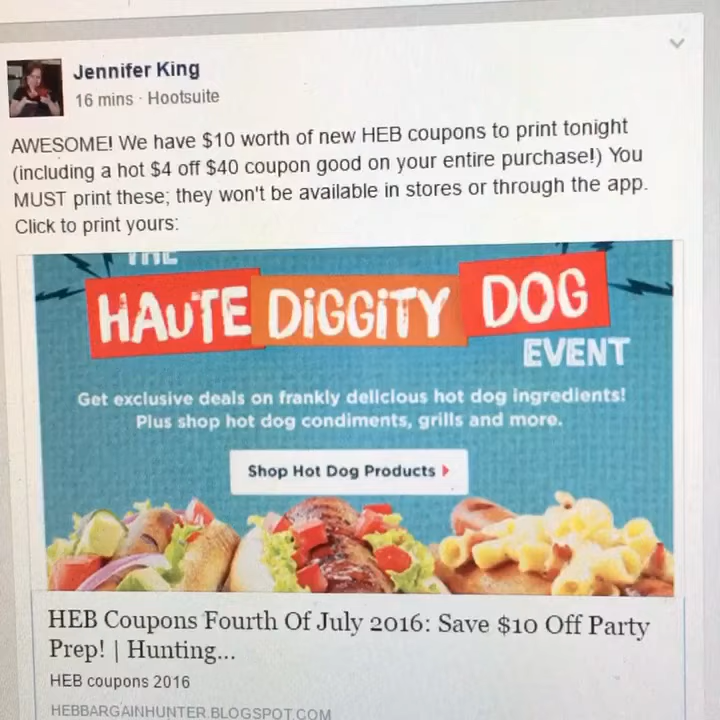 Jennifer King
16 mins · Hootsuite
AWESOME! We have $10 worth of new HEB coupons to print tonight
(including a hot $4 off $40 coupon good on your entire purchase!) You
MUST print these; they won't be available in stores or through the app.
Click to print yours:
THE
HAUTE DiGGiTY DOG
EVENT
Get exclusive deals on frankly delicious hot dog ingredients!
Plus shop hot dog condiments, grills and more.
Shop Hot Dog Products
HEB Coupons Fourth Of July 2016: Save $10 Off Party
Prep! | Hunting...
HEB coupons 2016
HEBBARGAINHUNTER.BLOGSPOT.COM